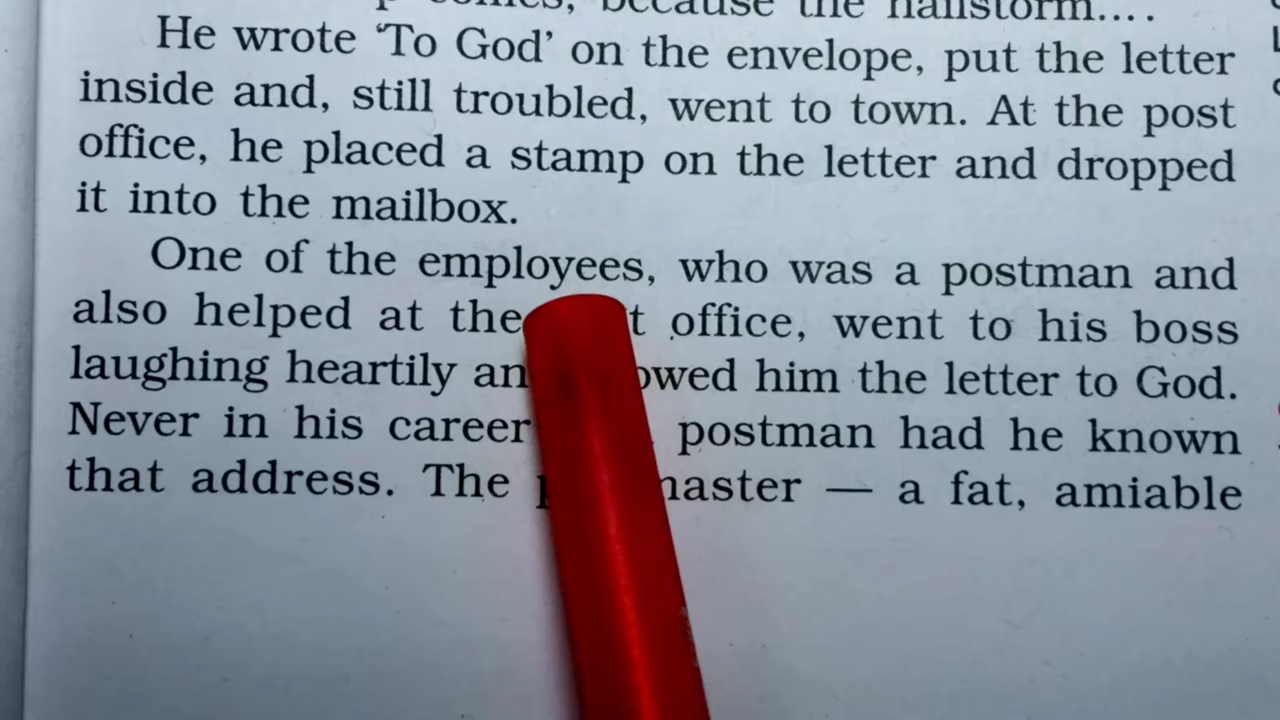 because the hailstorm....
He wrote ‘To God’ on the envelope, put the letter
inside and, still troubled, went to town. At the post
office, he placed a stamp on the letter and dropped
it into the mailbox.
One of the employees, who was a postman and
also helped at the office, went to his boss
laughing heartily him the letter to God.
Never in his career postman had he known
that address. The — a fat, amiable